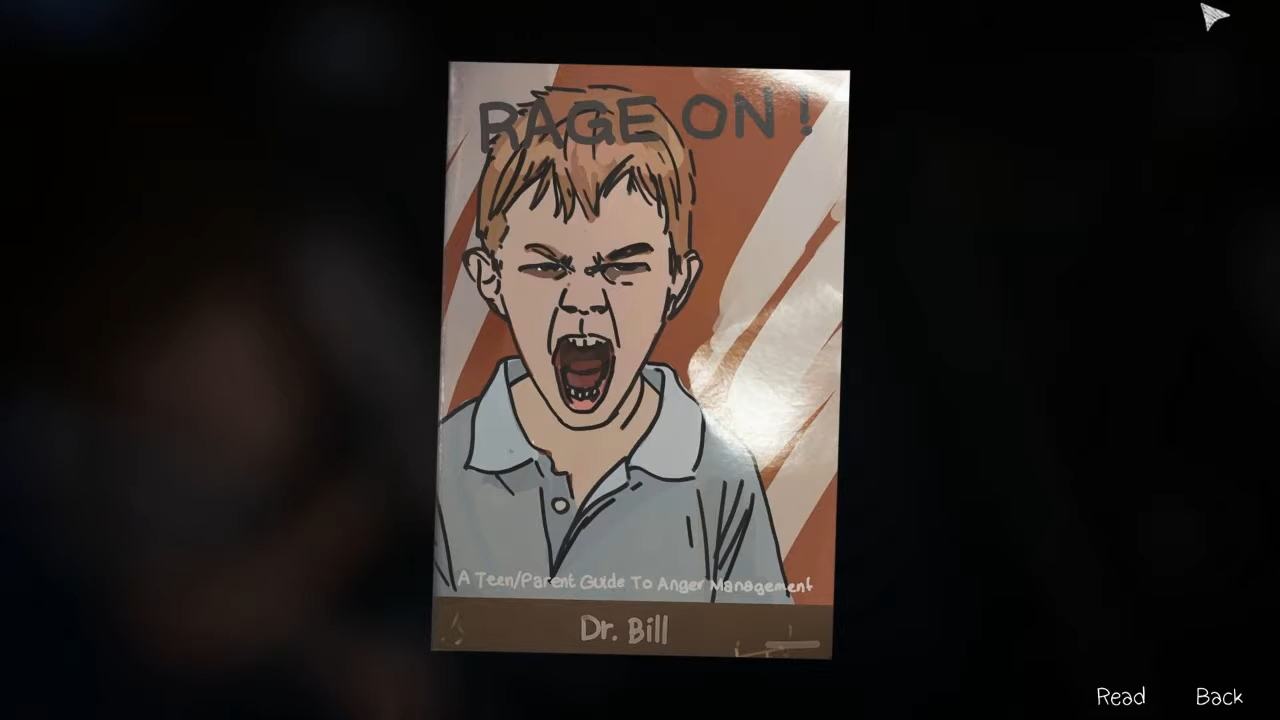 RAGE ON!
A Teen/Parent Guide To Anger Management
Dr. Bill
Read Back